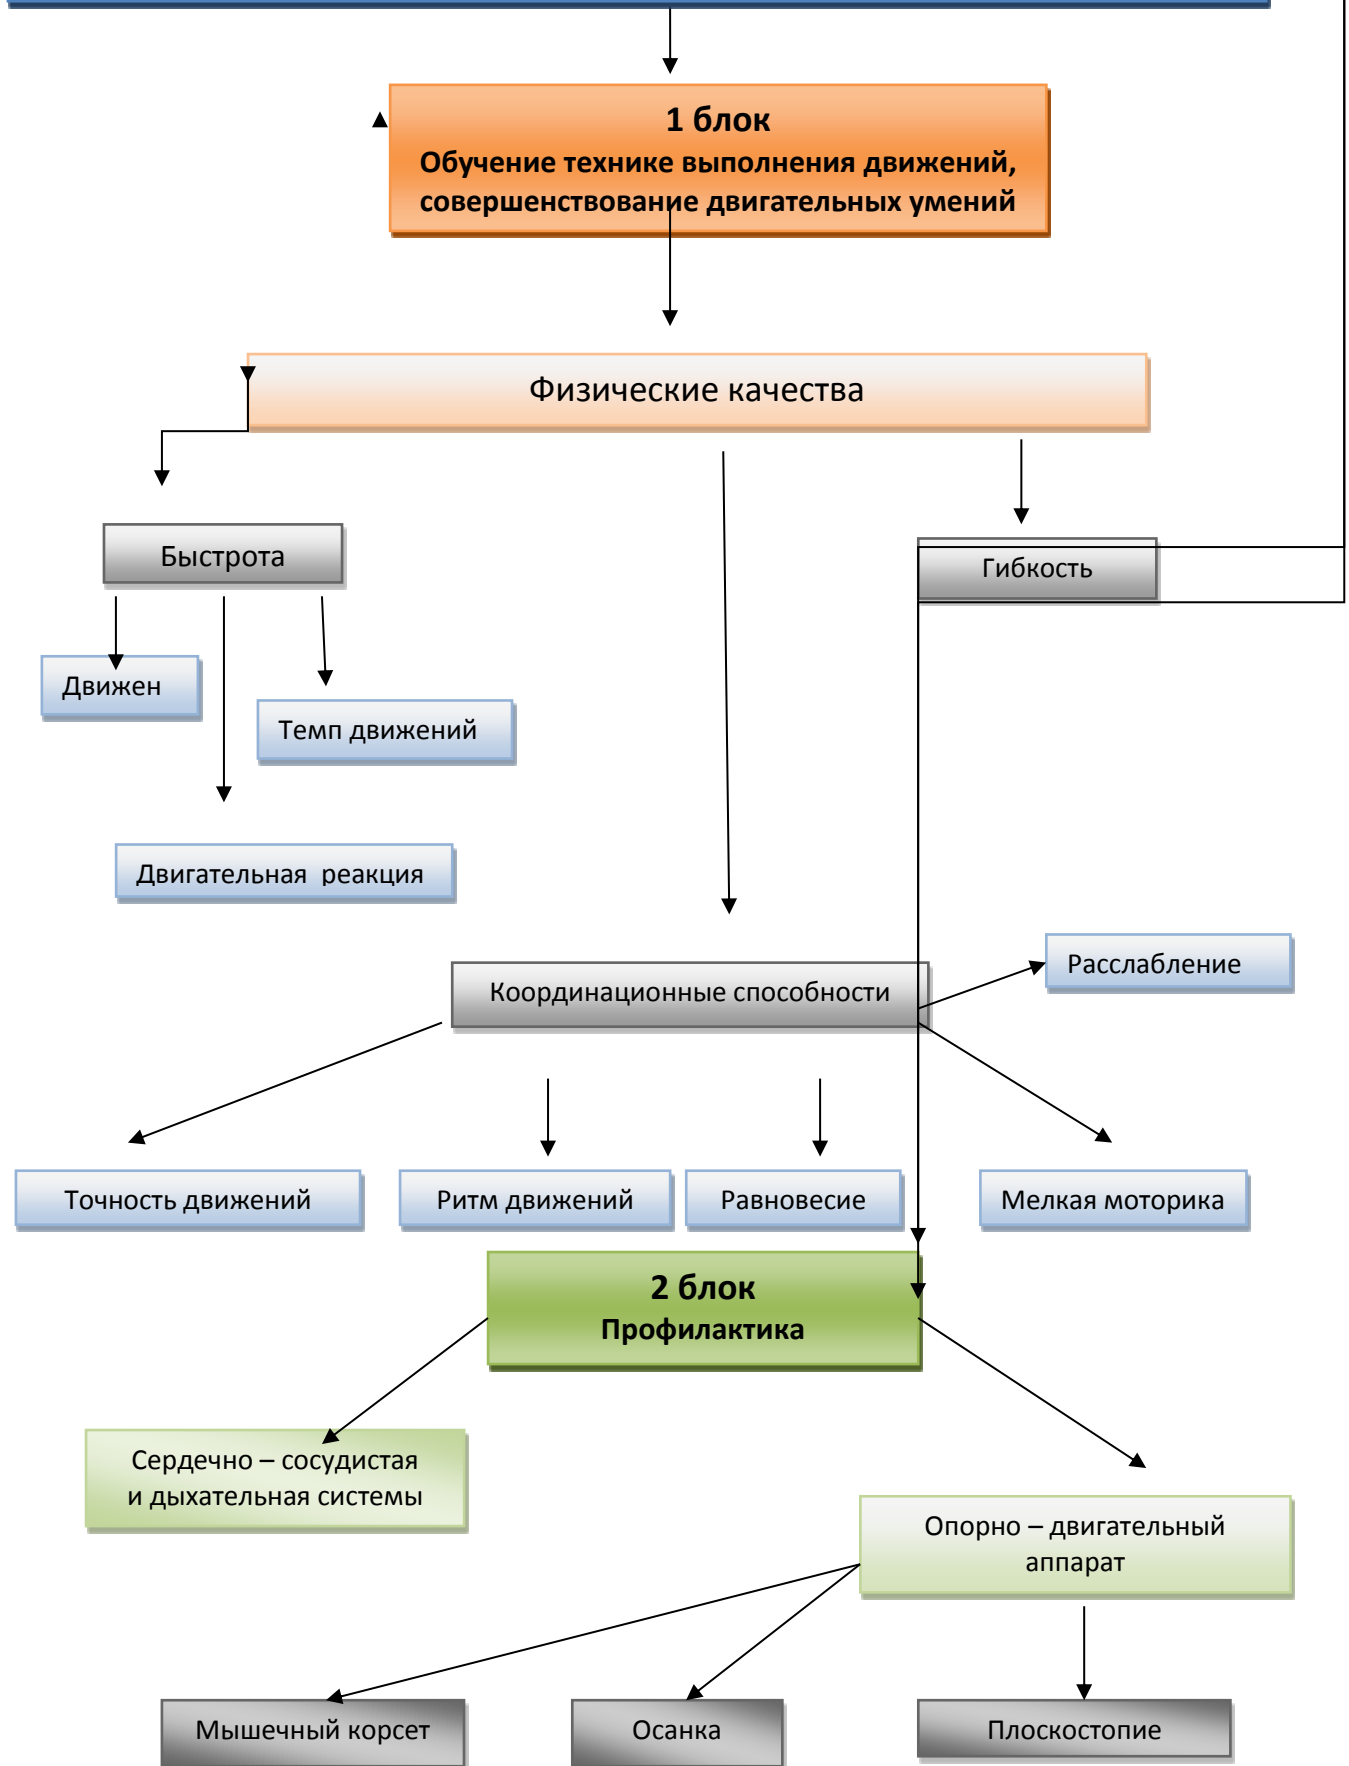 1 блок
Обучение технике выполнения движений,
совершенствование двигательных умений
Физические качества
Быстрота
Гибкость
Движен
Темп движений
Двигательная реакция
Расслабление
Координационные способности
Точность движений
Ритм движений
Равновесие
Мелкая моторика
2 блок
Профилактика
Сердечно – сосудистая
и дыхательная системы
Опорно – двигательный
аппарат
Мышечный корсет
Осанка
Плоскостопие